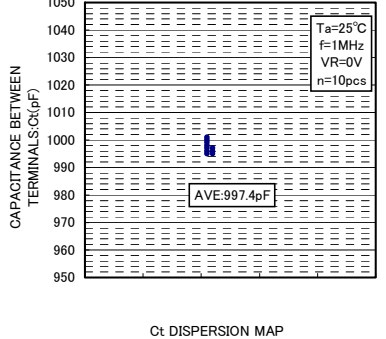 1050
1040
1030
1020
1010
1000
990
980
970
960
950
CAPACITANCE BETWEEN
TERMINALS:Ct(pF)
Ta=25℃
f=1MHz
VR=0V
n=10pcs
AVE:997.4pF
Ct DISPERSION MAP